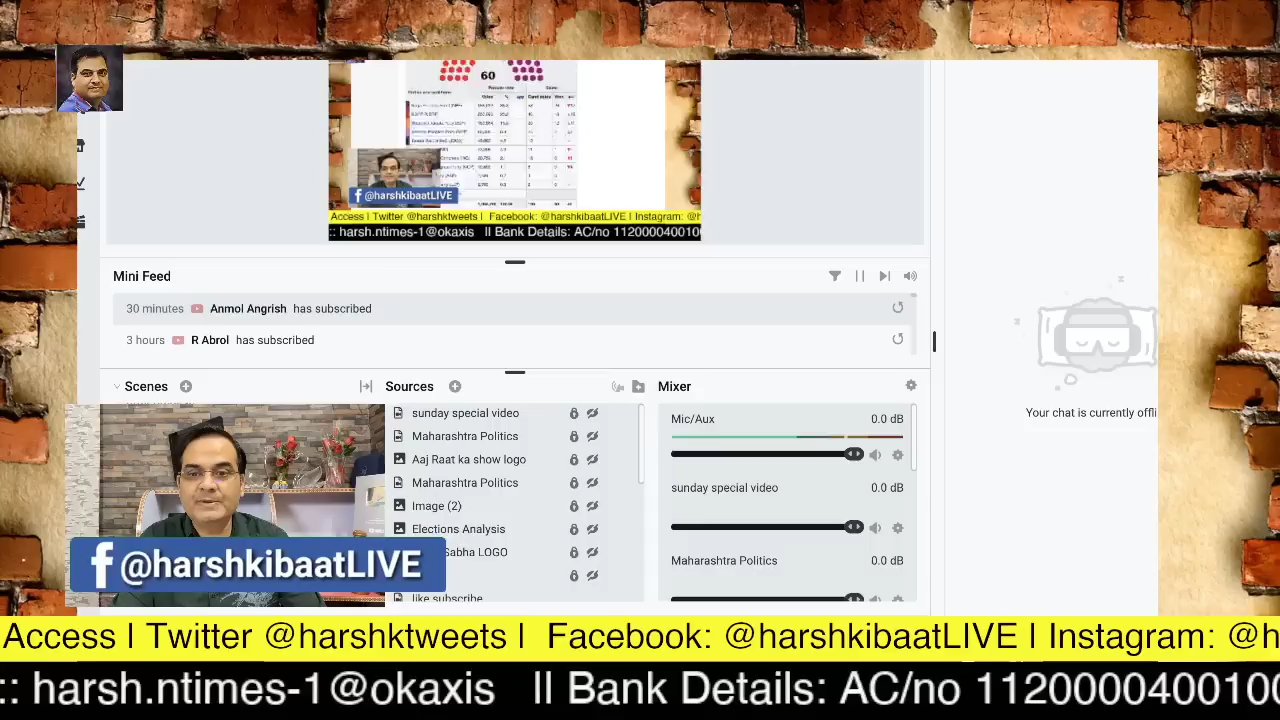 60
@harshkibaatLIVE
Access I Twitter @harshktweets I Facebook: @harshkibaatLIVE I Instagram: @h
:: harsh.ntimes-1@okaxis II Bank Details: AC/no 1120000400100
Mini Feed
30 minutes Anmol Angrish has subscribed
3 hours R Abrol has subscribed
Scenes
Sources
Mixer
sunday special video
Maharashtra Politics
Aaj Raat ka show logo
Maharashtra Politics
Image (2)
Elections Analysis
Sabha LOGO
like subscribe
Mic/Aux 0.0 dB
sunday special video 0.0 dB
Maharashtra Politics 0.0 dB
Your chat is currently offli
f @harshkibaatLIVE
Access I Twitter @harshktweets I Facebook: @harshkibaatLIVE I Instagram: @h
:: harsh.ntimes-1@okaxis II Bank Details: AC/no 1120000400100